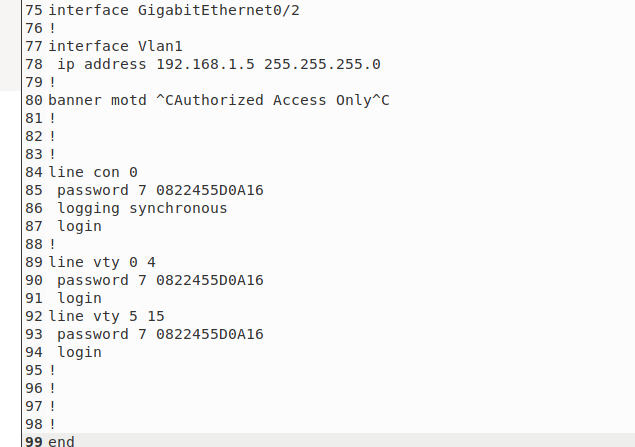 75 interface GigabitEthernet0/2
76 !
77 interface Vlan1
78  ip address 192.168.1.5 255.255.255.0
79 !
80 banner motd ^CAuthorized Access Only^C
81 !
82 !
83 !
84 line con 0
85  password 7 0822455D0A16
86  logging synchronous
87  login
88 !
89 line vty 0 4
90  password 7 0822455D0A16
91  login
92 line vty 5 15
93  password 7 0822455D0A16
94  login
95 !
96 !
97 !
98 !
99 end